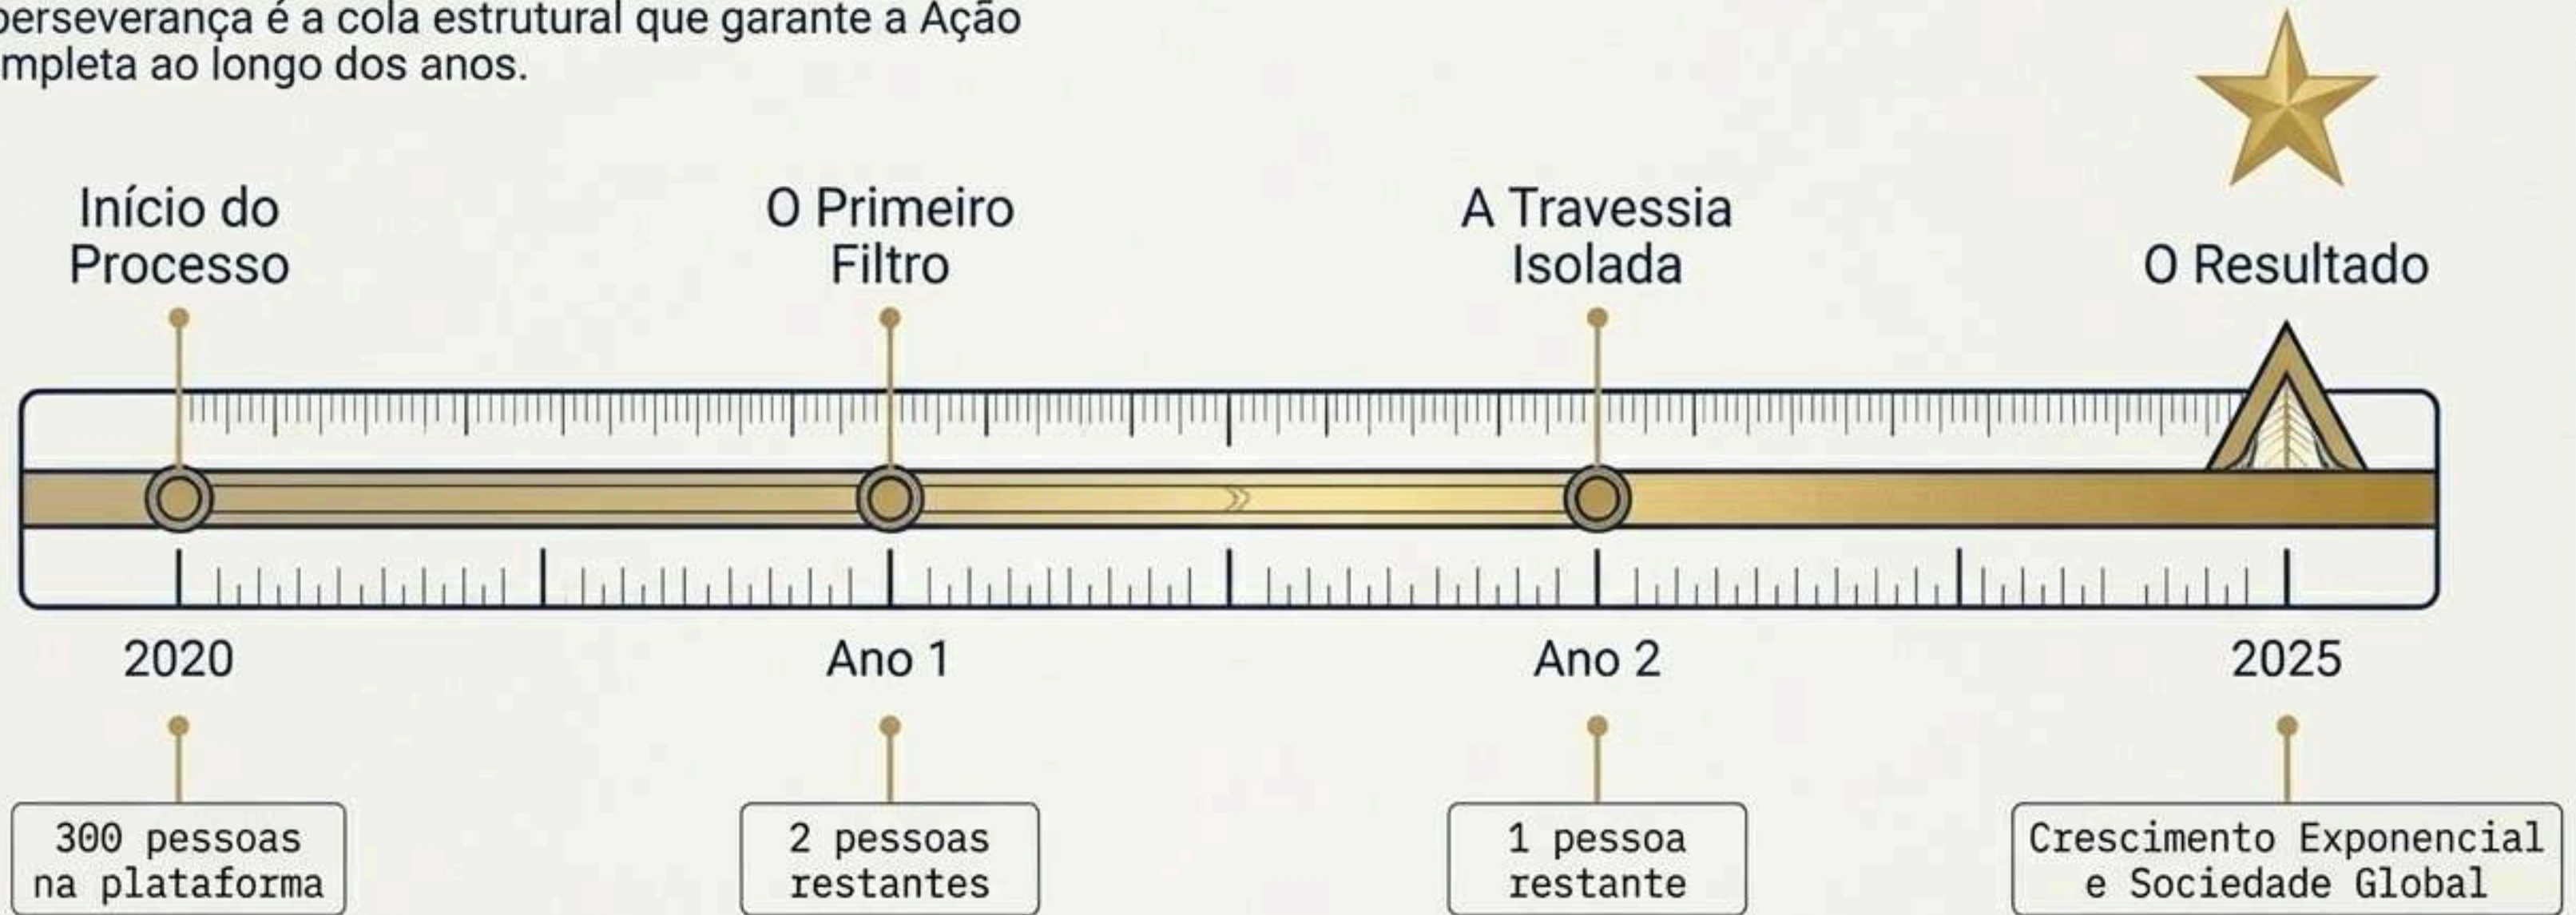 perseverança é a cola estrutural que garante a Ação
mpleta ao longo dos anos.
Início do
Processo
O Primeiro
Filtro
A Travessia
Isolada
O Resultado
2020
Ano 1
Ano 2
2025
300 pessoas
na plataforma
2 pessoas
restantes
1 pessoa
restante
Crescimento Exponencial
e Sociedade Global